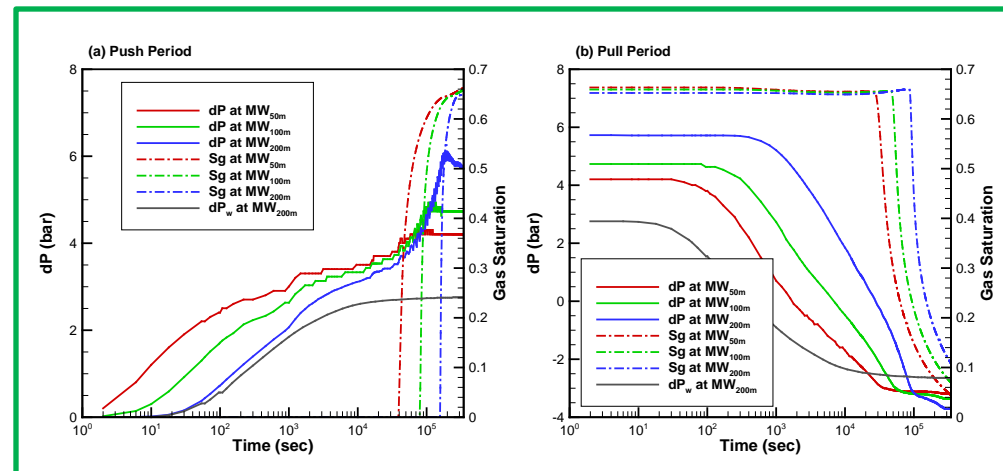 (a) Push Period
8
6
4
2
0
dP (bar)
dP at MW50m
dP at MW100m
dP at MW200m
Sg at MW50m
Sg at MW100m
Sg at MW200m
dPw at MW200m
0.7
0.6
0.5
0.4
0.3
0.2
0.1
0
Gas Saturation
10^0 10^1 10^2 10^3 10^4 10^5
Time (sec)
(b) Pull Period
8
6
4
2
0
-2
-4
dP (bar)
dP at MW50m
dP at MW100m
dP at MW200m
Sg at MW50m
Sg at MW100m
Sg at MW200m
dPw at MW200m
0.7
0.6
0.5
0.4
0.3
0.2
0.1
0
Gas Saturation
10^0 10^1 10^2 10^3 10^4 10^5
Time (sec)